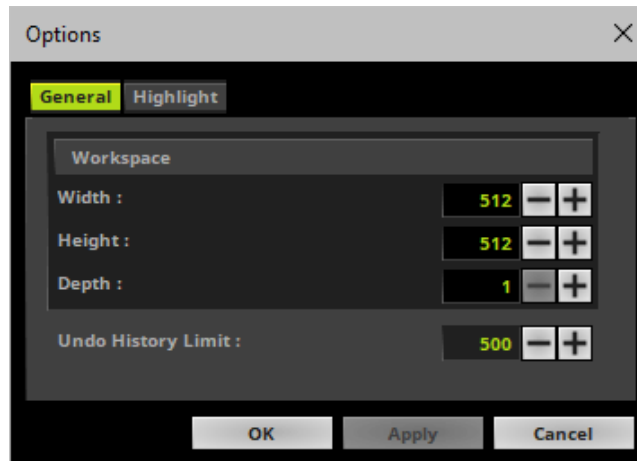 Options
General Highlight
Workspace
Width : 512
Height : 512
Depth : 1
Undo History Limit : 500
OK Apply Cancel